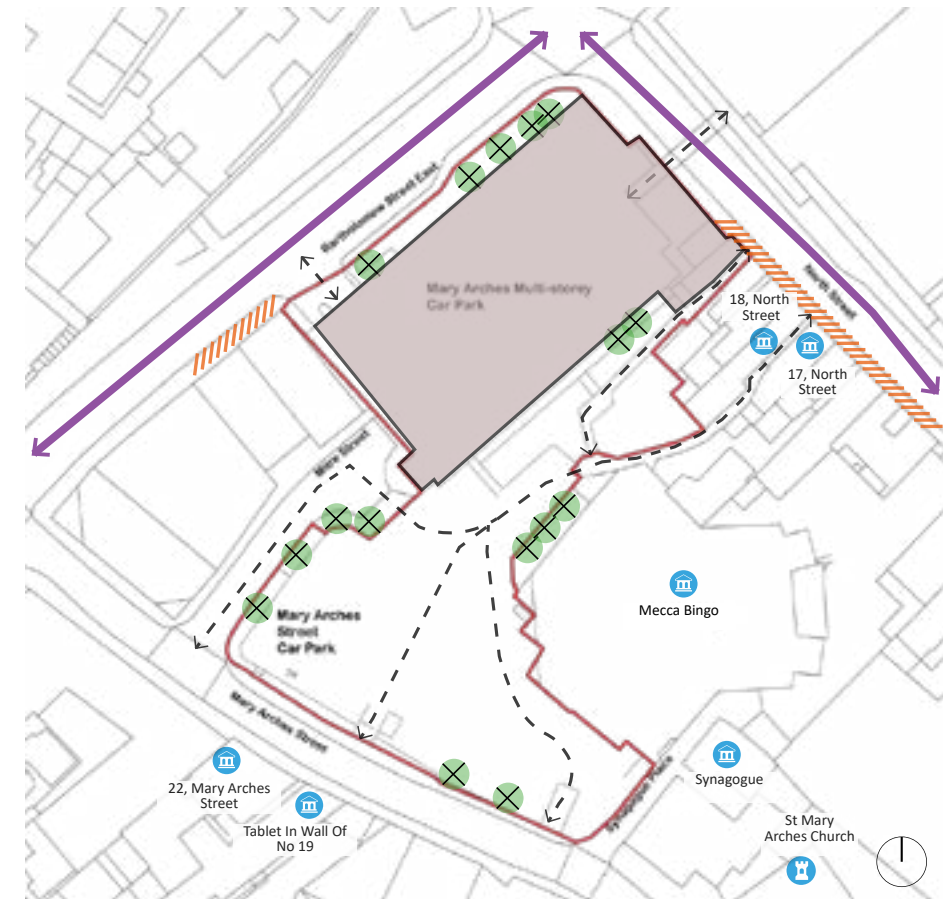 Bartholomew Street East
Mary Arches Multi-storey
Car Park
North Street
18, North
Street
17, North
Street
Mary Arches
Street
Car Park
Mecca Bingo
Mary Arches Street
22, Mary Arches
Street
Tablet In Wall Of
No 19
Synagogue
Synagogue Place
St Mary
Arches Church